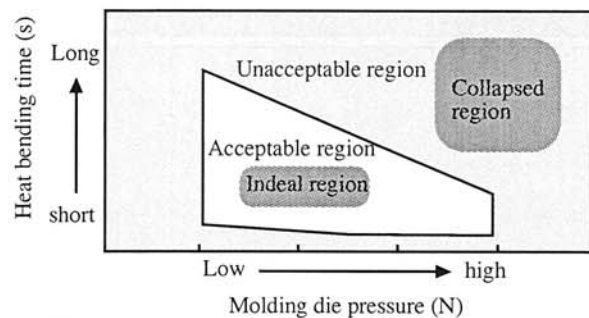 Heat bending time (s)
Long
short
Unacceptable region
Collapsed
region
Acceptable region
Indeal region
Low
high
Molding die pressure (N)